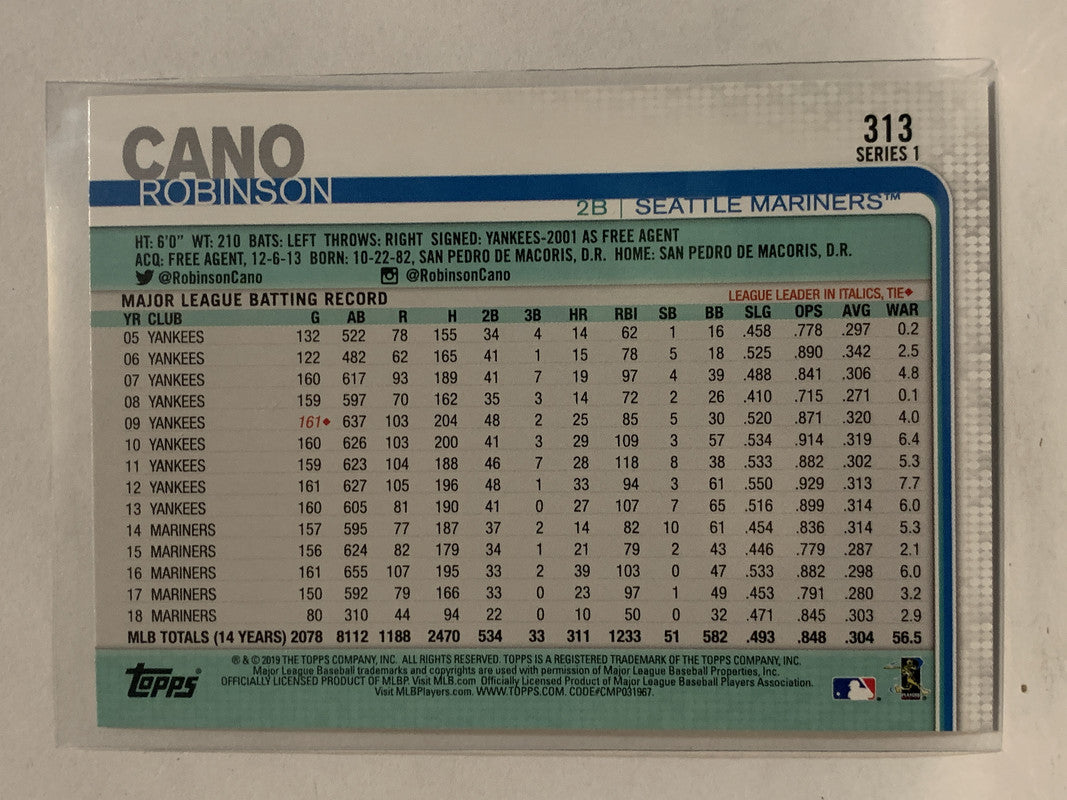 CANO
ROBINSON
313
SERIES 1
2B | SEATTLE MARINERS™
HT: 6'0" WT: 210 BATS: LEFT THROWS: RIGHT SIGNED: YANKEES-2001 AS FREE AGENT
ACQ: FREE AGENT, 12-6-13 BORN: 10-22-82, SAN PEDRO DE MACORIS, D.R. HOME: SAN PEDRO DE MACORIS, D.R.
@RobinsonCano @RobinsonCano
MAJOR LEAGUE BATTING RECORD LEAGUE LEADER IN ITALICS, TIE♦
YR CLUB G AB R H 2B 3B HR RBI SB BB SLG OPS AVG WAR
05 YANKEES 132 522 78 155 34 4 14 62 1 16 .458 .778 .297 0.2
06 YANKEES 122 482 62 165 41 1 15 78 5 18 .525 .890 .342 2.5
07 YANKEES 160 617 93 189 41 7 19 97 4 39 .488 .841 .306 4.8
08 YANKEES 159 597 70 162 35 3 14 72 2 26 .410 .715 .271 0.1
09 YANKEES 161♦ 637 103 204 48 2 25 85 5 30 .520 .871 .320 4.0
10 YANKEES 160 626 103 200 41 3 29 109 3 57 .534 .914 .319 6.4
11 YANKEES 159 623 104 188 46 7 28 118 8 38 .533 .882 .302 5.3
12 YANKEES 161 627 105 196 48 1 33 94 3 61 .550 .929 .313 7.7
13 YANKEES 160 605 81 190 41 0 27 107 7 65 .516 .899 .314 6.0
14 MARINERS 157 595 77 187 37 2 14 82 10 61 .454 .836 .314 5.3
15 MARINERS 156 624 82 179 34 1 21 79 2 43 .446 .779 .287 2.1
16 MARINERS 161 655 107 195 33 2 39 103 0 47 .533 .882 .298 6.0
17 MARINERS 150 592 79 166 33 0 23 97 1 49 .453 .791 .280 3.2
18 MARINERS 80 310 44 94 22 0 10 50 0 32 .471 .845 .303 2.9
MLB TOTALS (14 YEARS) 2078 8112 1188 2470 534 33 311 1233 51 582 .493 .848 .304 56.5
Topps®
® & © 2019 THE TOPPS COMPANY, INC. ALL RIGHTS RESERVED. TOPPS IS A REGISTERED TRADEMARK OF THE TOPPS COMPANY, INC.
Major League Baseball trademarks and copyrights are used with permission of Major League Baseball Properties, Inc.
OFFICIALLY LICENSED PRODUCT OF MLBP. Visit MLB.com Officially Licensed Product of Major League Baseball Players Association.
Visit MLBPlayers.com. WWW.TOPPS.COM. CODE#CMP031967.